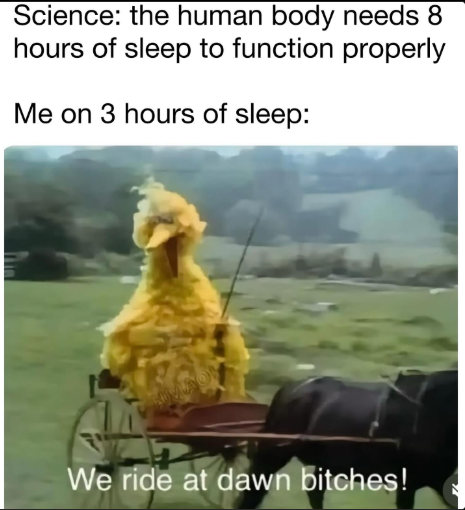 Science: the human body needs 8
hours of sleep to function properly
Me on 3 hours of sleep:
We ride at dawn bitches!